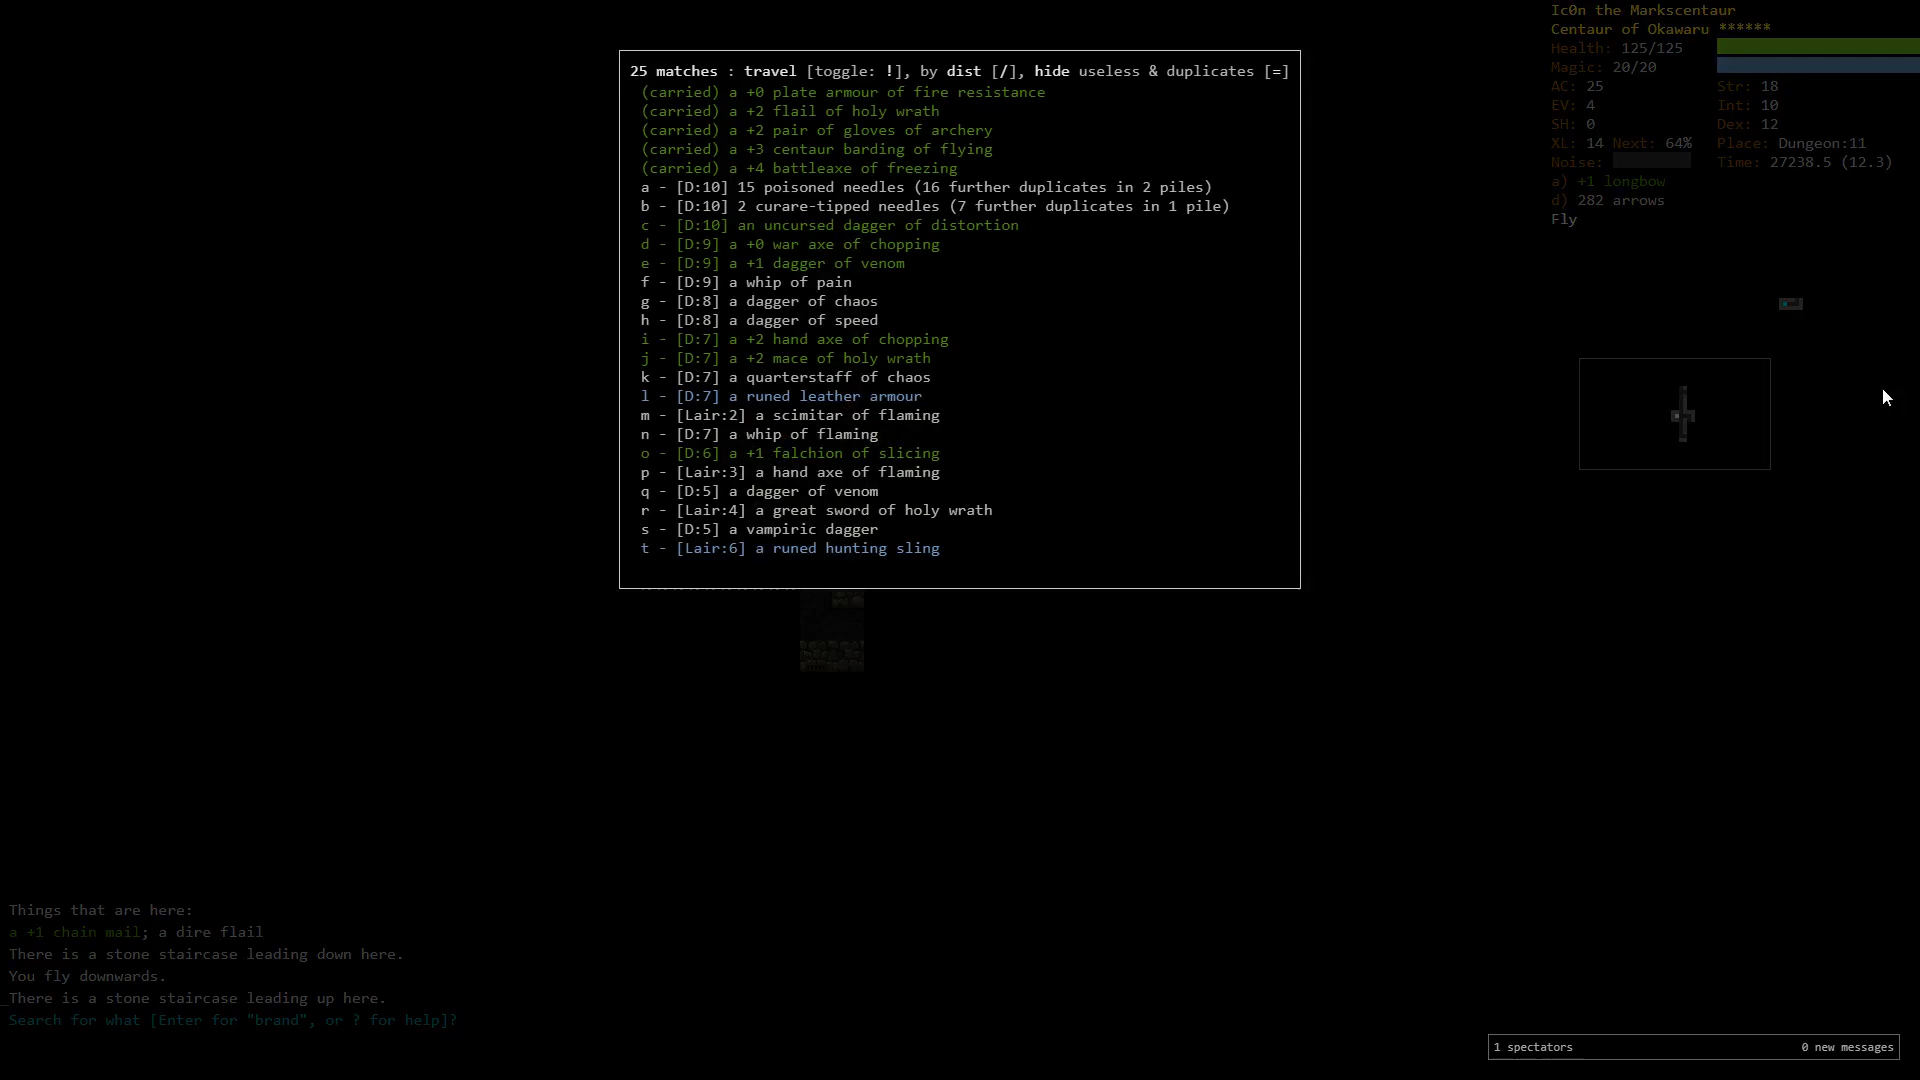 25 matches : travel [toggle: !], by dist [/], hide useless & duplicates [=]
(carried) a +0 plate armour of fire resistance
(carried) a +2 flail of holy wrath
(carried) a +2 pair of gloves of archery
(carried) a +3 centaur barding of flying
(carried) a +4 battleaxe of freezing
a - [D:10] 15 poisoned needles (16 further duplicates in 2 piles)
b - [D:10] 2 curare-tipped needles (7 further duplicates in 1 pile)
c - [D:10] an uncursed dagger of distortion
d - [D:9] a +0 war axe of chopping
e - [D:9] a +1 dagger of venom
f - [D:9] a whip of pain
g - [D:8] a dagger of chaos
h - [D:8] a dagger of speed
i - [D:7] a +2 hand axe of chopping
j - [D:7] a +2 mace of holy wrath
k - [D:7] a quarterstaff of chaos
l - [D:7] a runed leather armour
m - [Lair:2] a scimitar of flaming
n - [D:7] a whip of flaming
o - [D:6] a +1 falchion of slicing
p - [Lair:3] a hand axe of flaming
q - [D:5] a dagger of venom
r - [Lair:4] a great sword of holy wrath
s - [D:5] a vampiric dagger
t - [Lair:6] a runed hunting sling
Ic0n the Markscentaur
Centaur of Okawaru ******
Health: 125/125
Magic: 20/20
AC: 25 Str: 18
EV: 4 Int: 10
SH: 0 Dex: 12
XL: 14 Next: 64% Place: Dungeon:11
Noise: Time: 27238.5 (12.3)
a) +1 longbow
d) 282 arrows
Fly
Things that are here:
a +1 chain mail; a dire flail
There is a stone staircase leading down here.
You fly downwards.
_There is a stone staircase leading up here.
Search for what [Enter for "brand", or ? for help]?
1 spectators 0 new messages